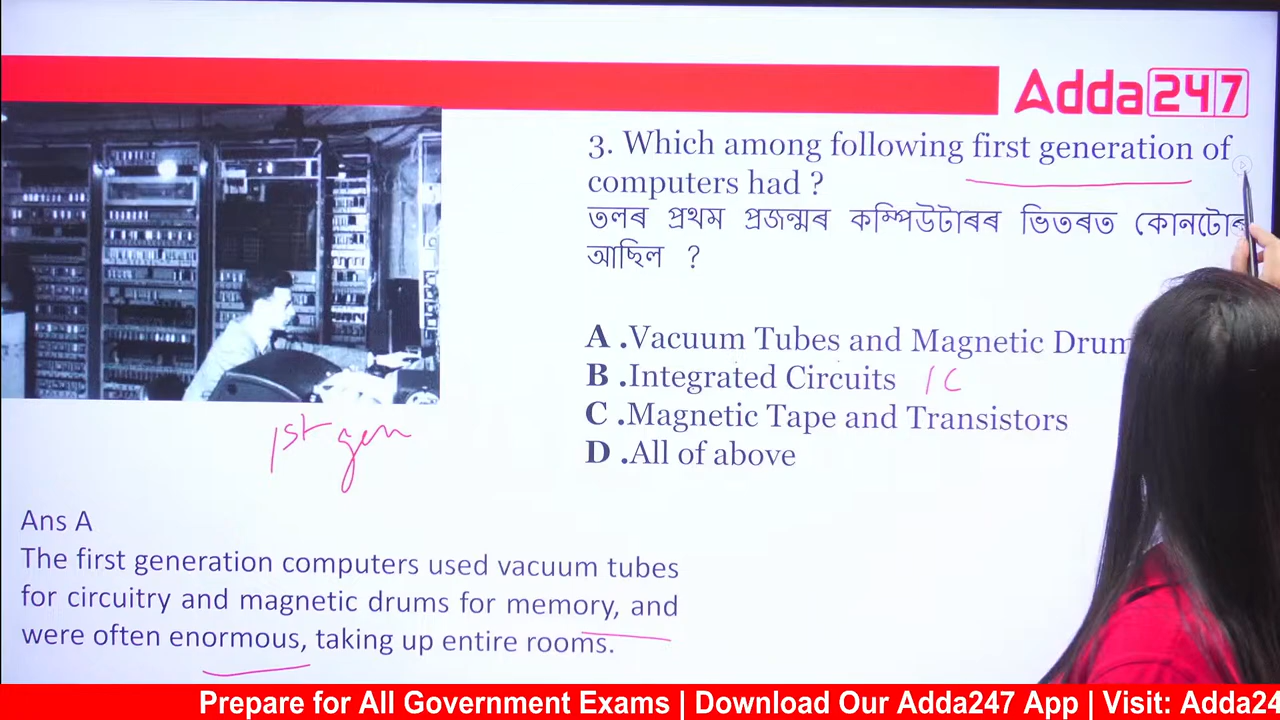 Adda247
3. Which among following first generation of
computers had ?
তলৰ প্ৰথম প্ৰজন্মৰ কম্পিউটাৰৰ ভিতৰত কোনটোৰ
আছিল ?
A .Vacuum Tubes and Magnetic Drum
B .Integrated Circuits IC
C .Magnetic Tape and Transistors
D .All of above
1st gen
Ans A
The first generation computers used vacuum tubes
for circuitry and magnetic drums for memory, and
were often enormous, taking up entire rooms.
Prepare for All Government Exams | Download Our Adda247 App | Visit: Adda24